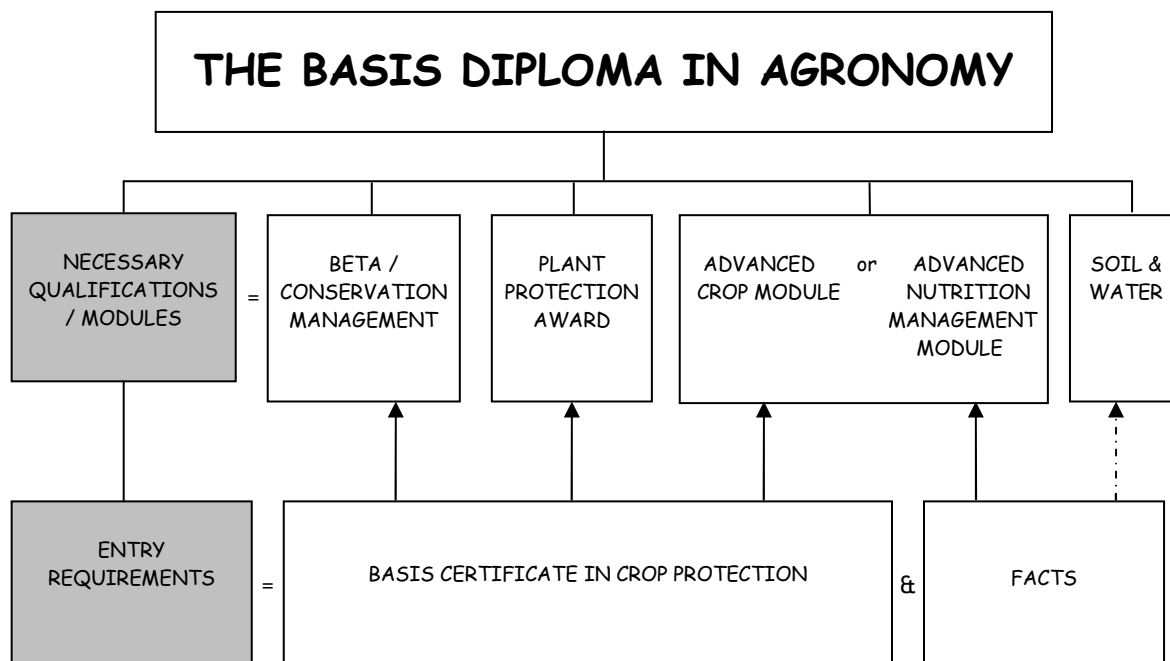 THE BASIS DIPLOMA IN AGRONOMY
NECESSARY
QUALIFICATIONS
/ MODULES
=
BETA /
CONSERVATION
MANAGEMENT
PLANT
PROTECTION
AWARD
ADVANCED
CROP MODULE
or
ADVANCED
NUTRITION
MANAGEMENT
MODULE
SOIL &
WATER
ENTRY
REQUIREMENTS
=
BASIS CERTIFICATE IN CROP PROTECTION
&
FACTS